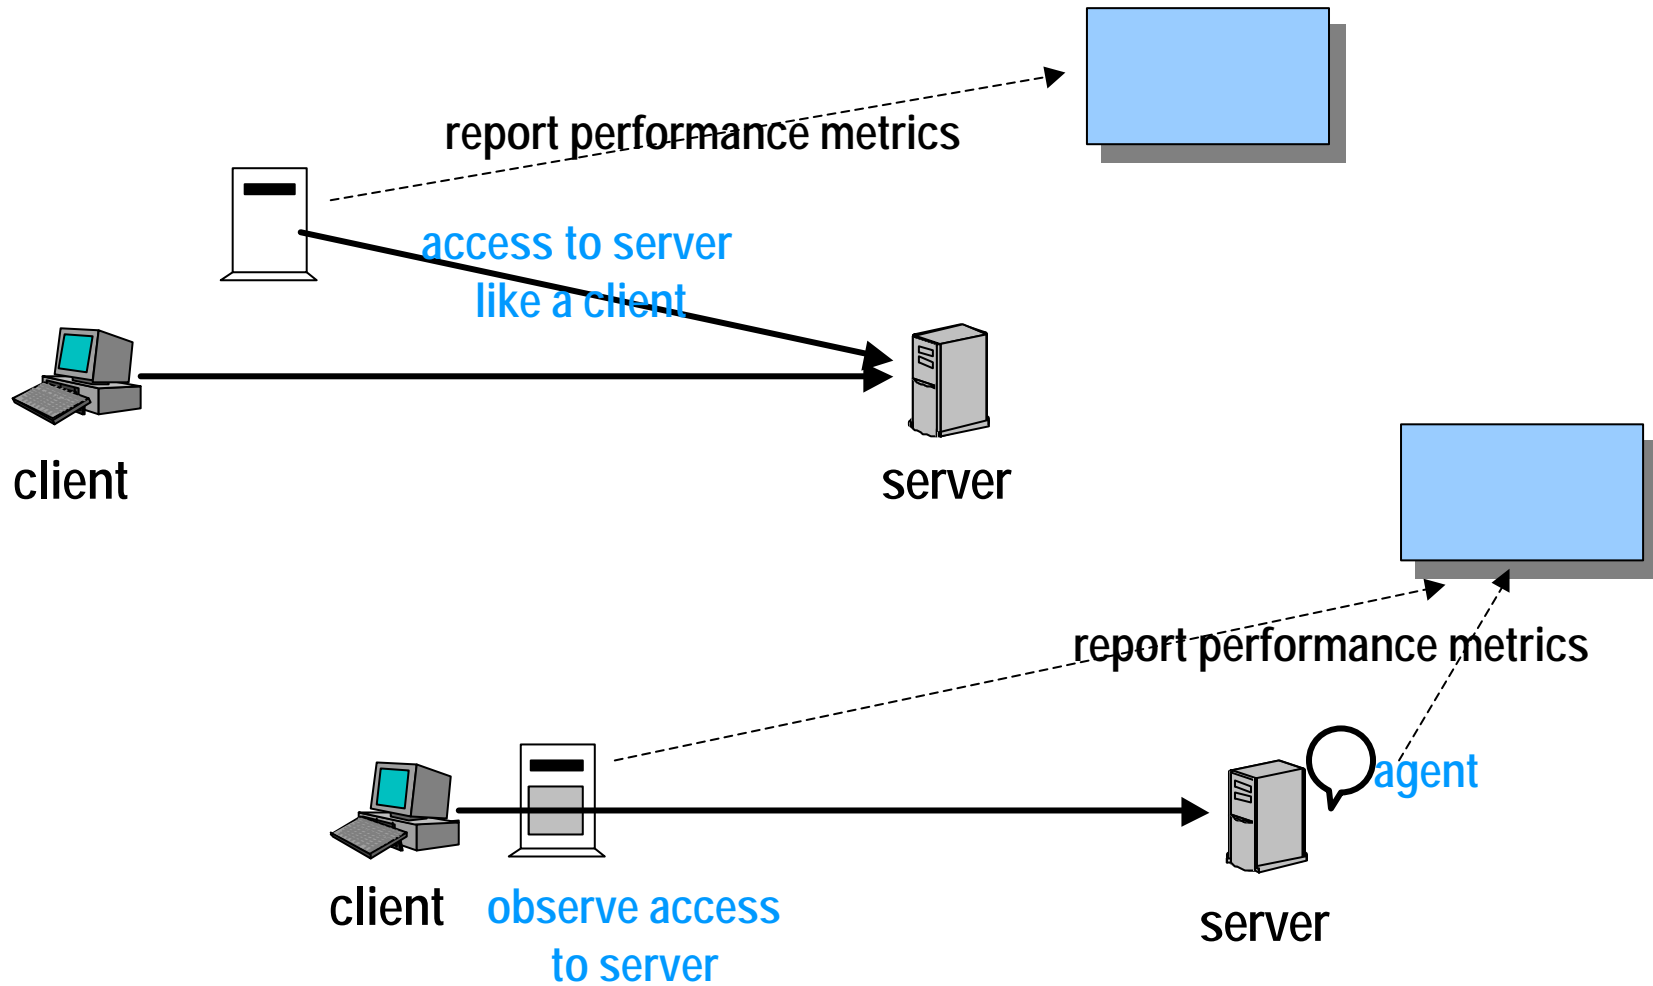 report performance metrics
access to server
like a client
client
server
report performance metrics
agent
client
observe access
to server
server